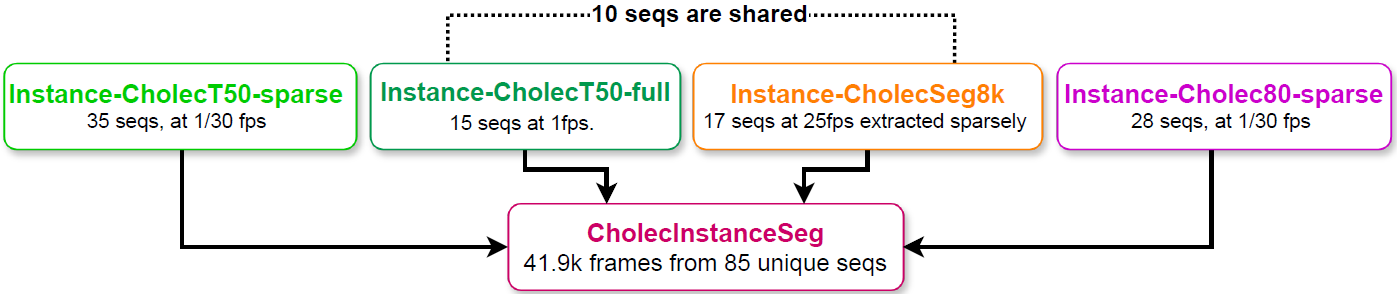 10 seqs are shared
Instance-CholecT50-sparse
35 seqs, at 1/30 fps
Instance-CholecT50-full
15 seqs at 1fps.
Instance-CholecSeg8k
17 seqs at 25fps extracted sparsely
Instance-Cholec80-sparse
28 seqs, at 1/30 fps
CholecInstanceSeg
41.9k frames from 85 unique seqs